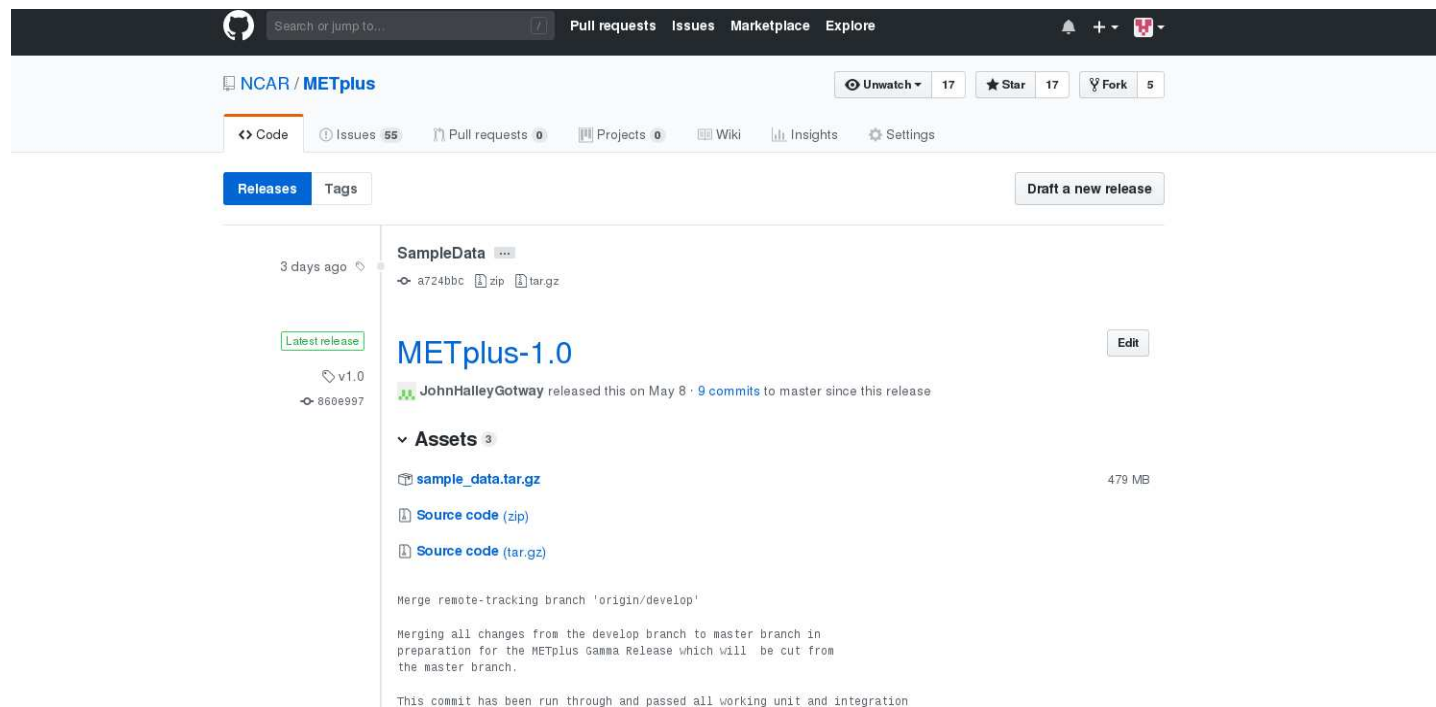 Search or jump to... / Pull requests Issues Marketplace Explore
NCAR / METplus Unwatch 17 Star 17 Fork 5
Code Issues 55 Pull requests 0 Projects 0 Wiki Insights Settings
Releases Tags Draft a new release
SampleData ...
3 days ago
a724bbc zip tar.gz
Latest release
METplus-1.0 Edit
v1.0
JohnHalleyGotway released this on May 8 · 9 commits to master since this release
860e997
Assets 3
sample_data.tar.gz 479 MB
Source code (zip)
Source code (tar.gz)
Merge remote-tracking branch 'origin/develop'
Merging all changes from the develop branch to master branch in
preparation for the METplus Gamma Release which will  be cut from
the master branch.
This commit has been run through and passed all working unit and integration